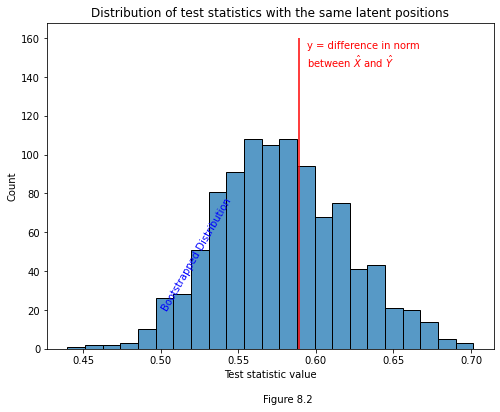 Distribution of test statistics with the same latent positions
160
140
120
100
80
60
40
20
0
Count
y = difference in norm
between X̂ and Ŷ
Bootstrapped Distribution
0.45 0.50 0.55 0.60 0.65 0.70
Test statistic value
Figure 8.2